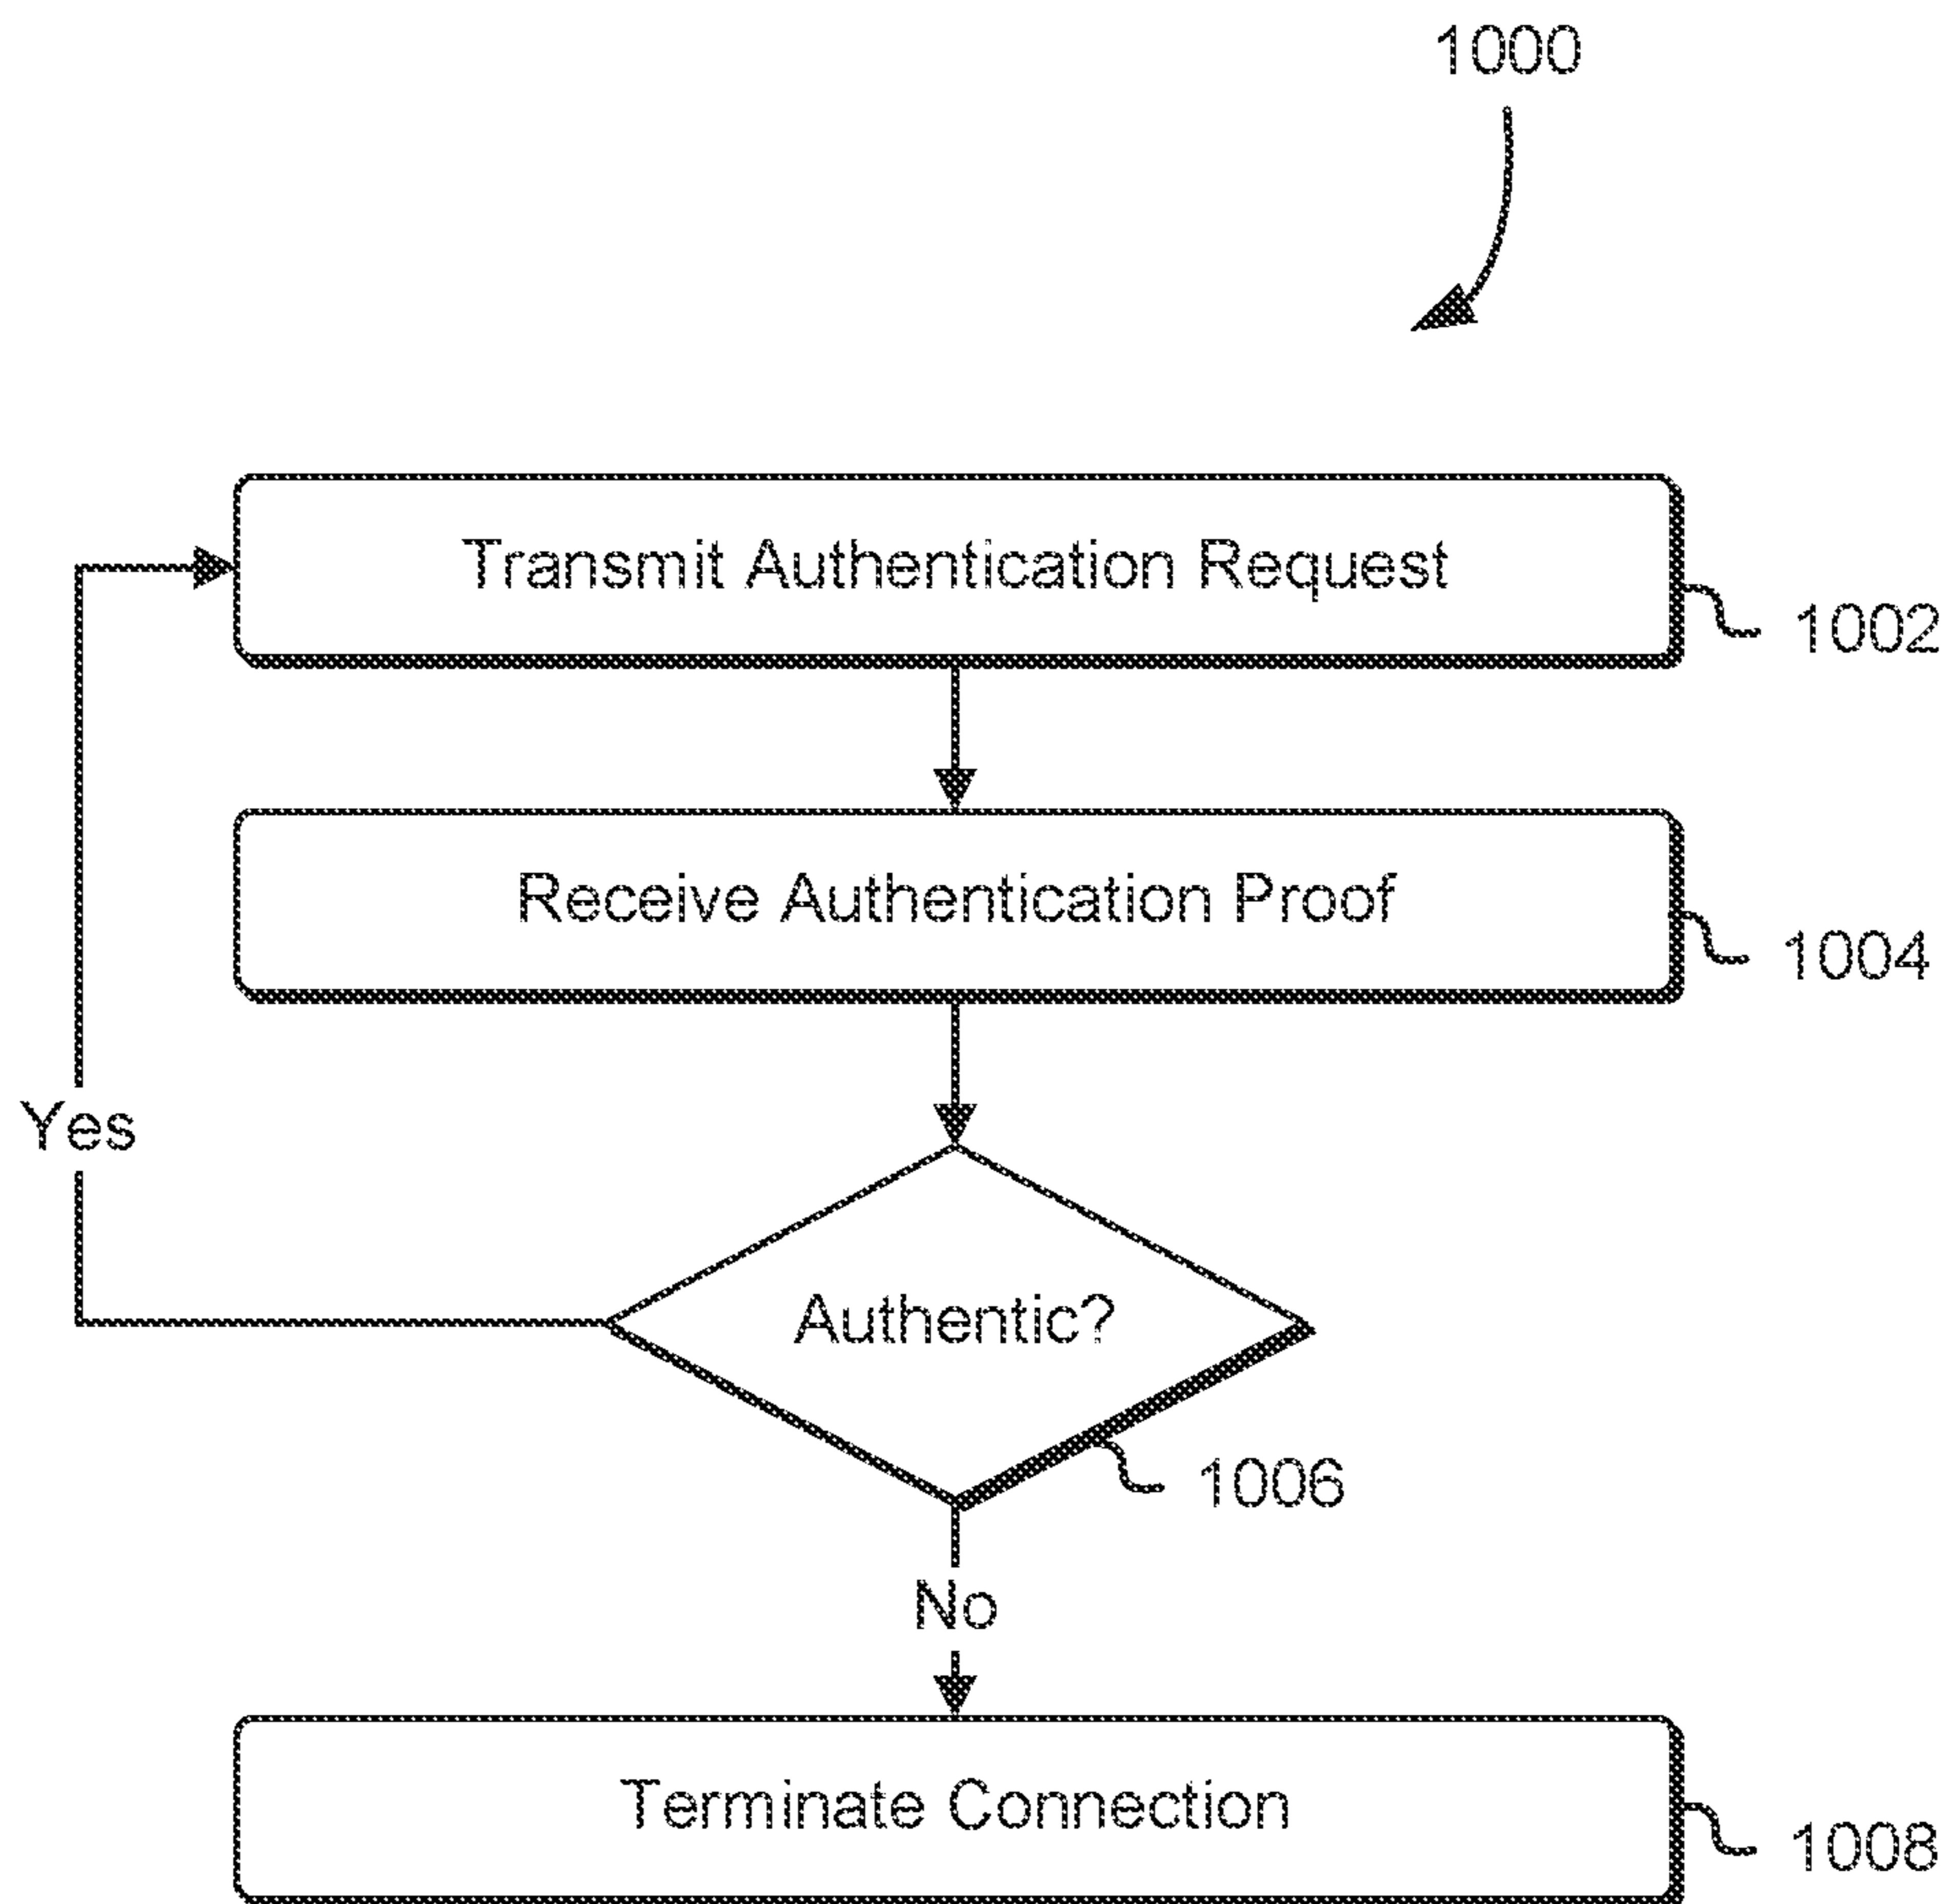 1000
Transmit Authentication Request
1002
Receive Authentication Proof
1004
Yes
Authentic?
1006
No
Terminate Connection
1008